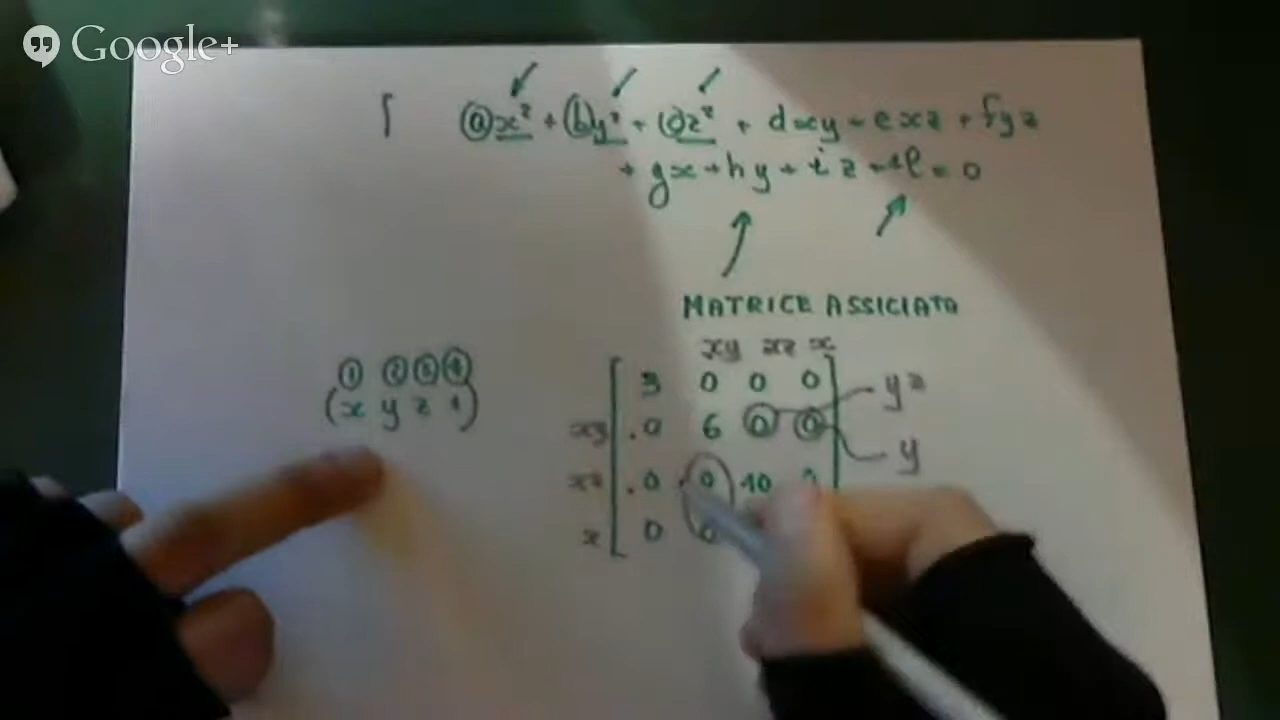 Google+
ax² + by² + cz² + dxy + exz + fyz
+ gx + hy + iz + l = 0
MATRICE ASSICIATA
xy xz x
① ② ③ ④
(x y z 1)
3 0 0 0 yz
xy 0 6 0 0 y
xz 0 0 10
x 0 0